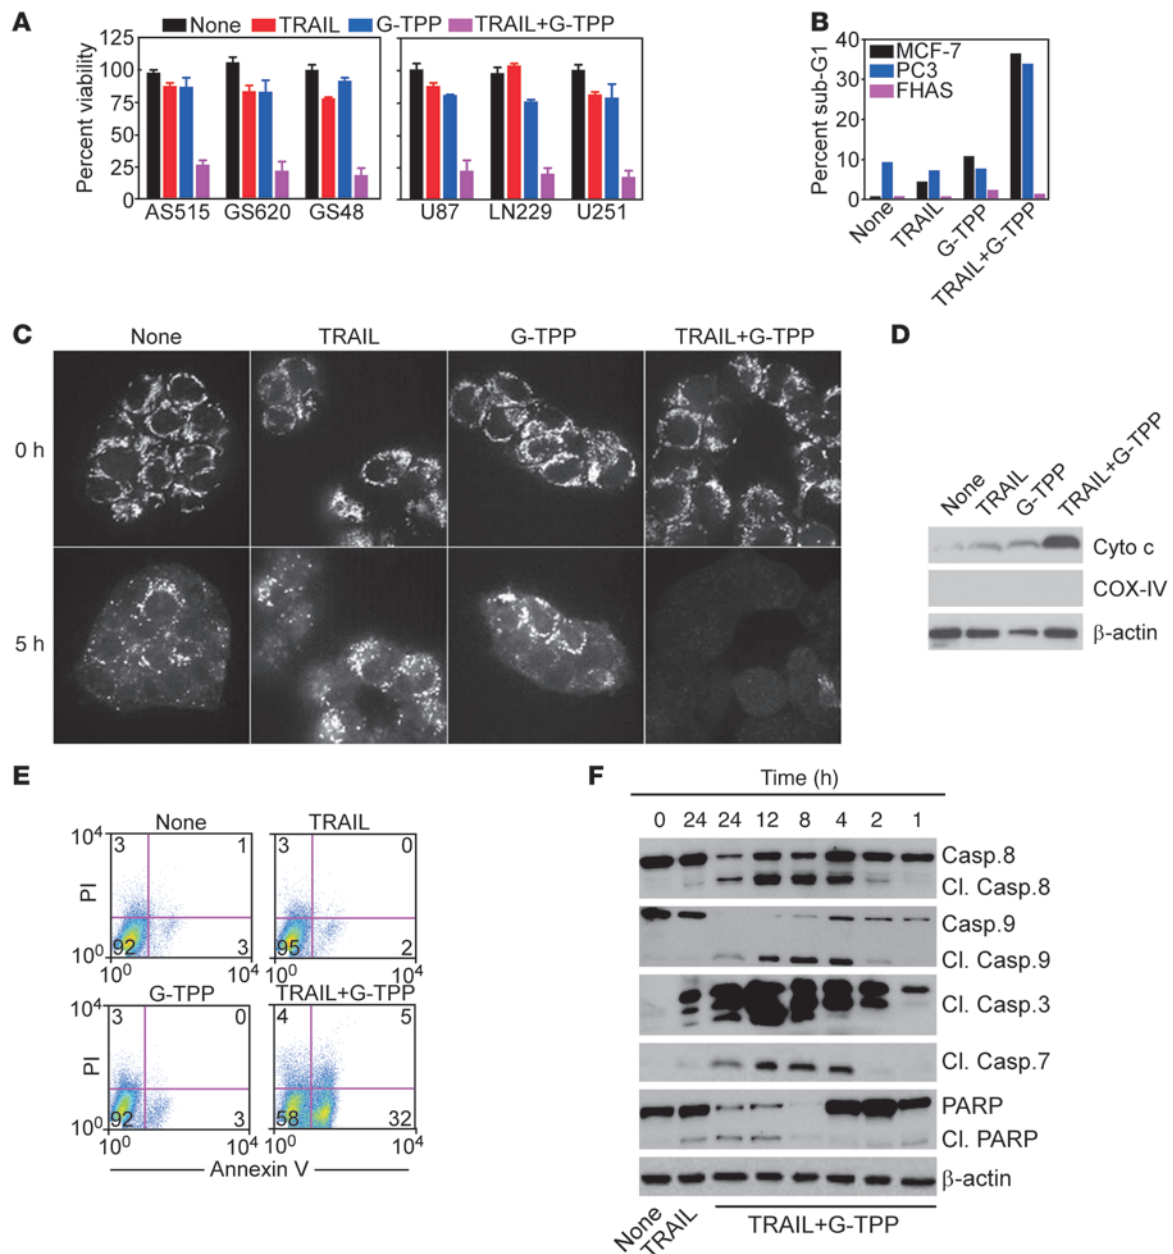 A
None TRAIL G-TPP TRAIL+G-TPP
Percent viability
125
100
75
50
25
0
AS515 GS620 GS48 U87 LN229 U251
B
Percent sub-G1
40
30
20
10
0
MCF-7
PC3
FHAS
None TRAIL G-TPP TRAIL+G-TPP
C
None TRAIL G-TPP TRAIL+G-TPP
0 h
5 h
D
None TRAIL G-TPP TRAIL+G-TPP
Cyto c
COX-IV
β-actin
E
None TRAIL
10⁴ 3 1 3 0
PI
92 3 95 2
10⁰
10⁰ 10⁴ 10⁰ 10⁴
G-TPP TRAIL+G-TPP
10⁴ 3 0 4 5
PI
92 3 58 32
10⁰
10⁰ 10⁴ 10⁰ 10⁴
Annexin V
F
Time (h)
0 24 24 12 8 4 2 1
Casp.8
Cl. Casp.8
Casp.9
Cl. Casp.9
Cl. Casp.3
Cl. Casp.7
PARP
Cl. PARP
β-actin
None TRAIL TRAIL+G-TPP